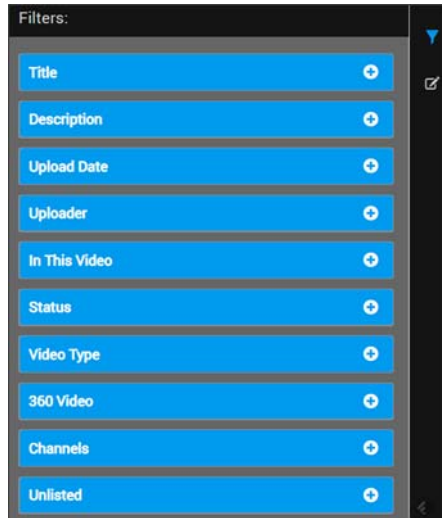 Filters:
Title
Description
Upload Date
Uploader
In This Video
Status
Video Type
360 Video
Channels
Unlisted